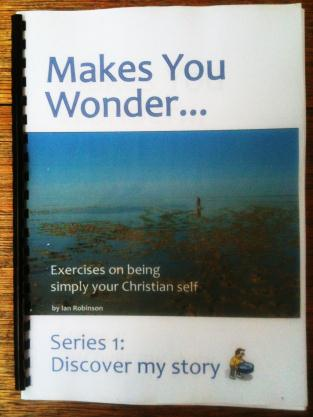 Makes You
Wonder...
Exercises on being
simply your Christian self
by Ian Robinson
Series 1:
Discover my story